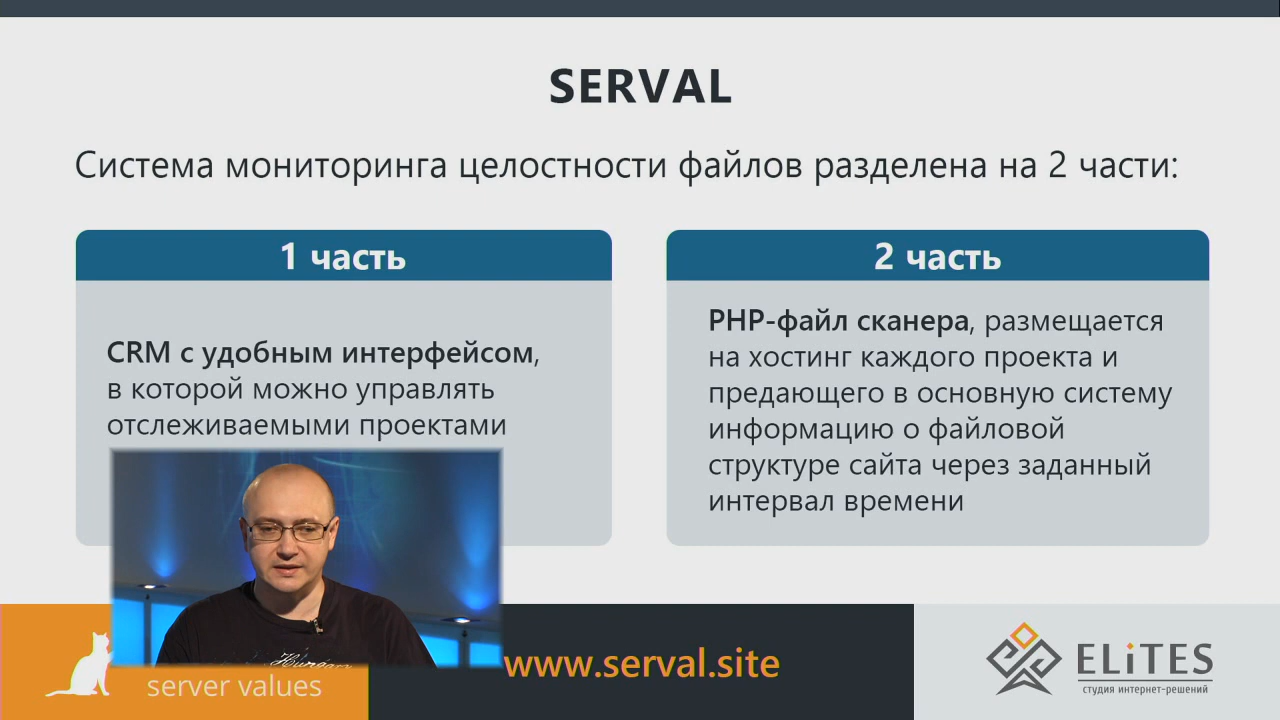 SERVAL
Система мониторинга целостности файлов разделена на 2 части:
1 часть
CRM с удобным интерфейсом,
в которой можно управлять
отслеживаемыми проектами
2 часть
PHP-файл сканера, размещается
на хостинг каждого проекта и
предающего в основную систему
информацию о файловой
структуре сайта через заданный
интервал времени
server values
www.serval.site
ELiTES
студия интернет-решений